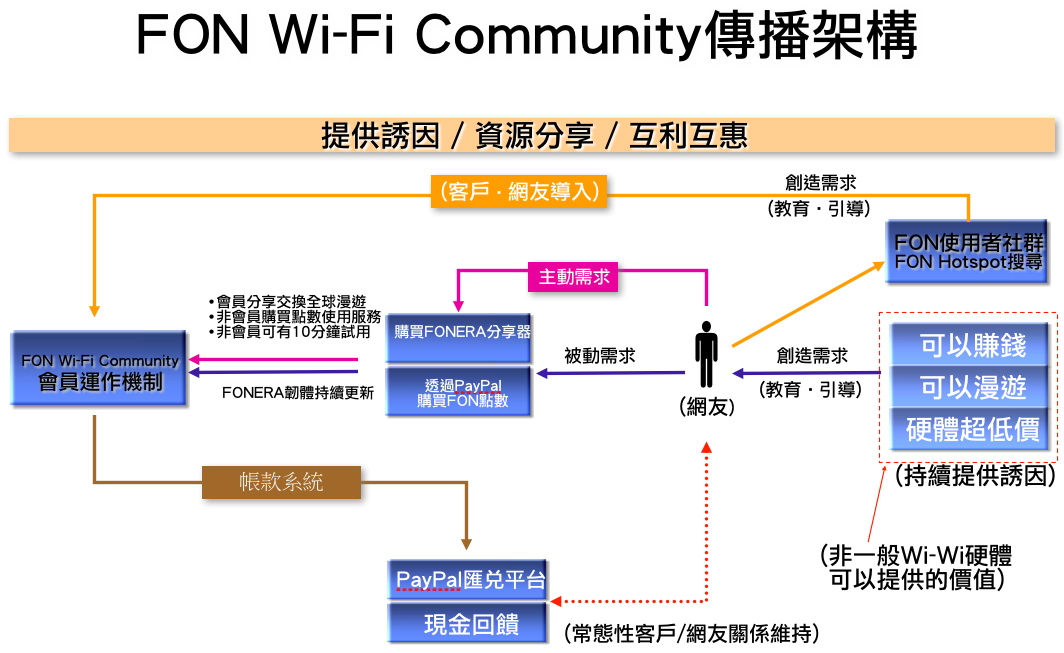 FON Wi-Fi Community傳播架構
提供誘因 / 資源分享 / 互利互惠
(客戶·網友導入)
創造需求
(教育·引導)
FON使用者社群
FON Hotspot搜尋
主動需求
•會員分享交換全球漫遊
•非會員購買點數使用服務
•非會員可有10分鐘試用
購買FONERA分享器
FON Wi-Fi Community
會員運作機制
FONERA韌體持續更新
透過PayPal
購買FON點數
被動需求
(網友)
創造需求
(教育·引導)
可以賺錢
可以漫遊
硬體超低價
(持續提供誘因)
帳款系統
(非一般Wi-Wi硬體
可以提供的價值)
PayPal匯兌平台
現金回饋
(常態性客戶/網友關係維持)